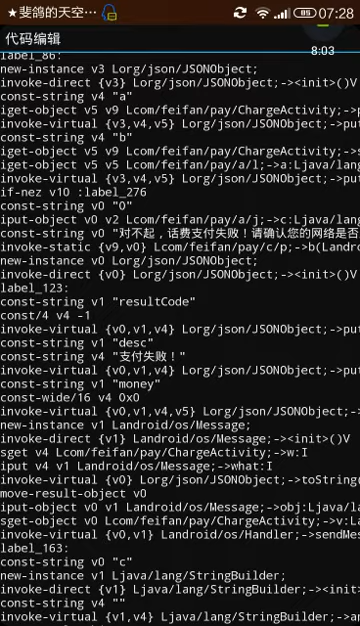 ★斐鸽的天空…
89
07:28
代码编辑
8:03
label_86:
new-instance v3 Lorg/json/JSONObject;
invoke-direct {v3} Lorg/json/JSONObject;-><init>()V
const-string v4 "a"
iget-object v5 v9 Lcom/feifan/pay/ChargeActivity;->p
invoke-virtual {v3,v4,v5} Lorg/json/JSONObject;->put
const-string v4 "b"
iget-object v5 v9 Lcom/feifan/pay/ChargeActivity;->s
iget-object v5 v5 Lcom/feifan/pay/a/l;->a:Ljava/lang
invoke-virtual {v3,v4,v5} Lorg/json/JSONObject;->put
if-nez v10 :label_276
const-string v0 "0"
iput-object v0 v2 Lcom/feifan/pay/a/j;->c:Ljava/lang
const-string v0 "对不起，话费支付失败！请确认您的网络是否
invoke-static {v9,v0} Lcom/feifan/pay/c/p;->b(Landro
new-instance v0 Lorg/json/JSONObject;
invoke-direct {v0} Lorg/json/JSONObject;-><init>()V
label_123:
const-string v1 "resultCode"
const/4 v4 -1
invoke-virtual {v0,v1,v4} Lorg/json/JSONObject;->put
const-string v1 "desc"
const-string v4 "支付失败！"
invoke-virtual {v0,v1,v4} Lorg/json/JSONObject;->put
const-string v1 "money"
const-wide/16 v4 0x0
invoke-virtual {v0,v1,v4,v5} Lorg/json/JSONObject;->
new-instance v1 Landroid/os/Message;
invoke-direct {v1} Landroid/os/Message;-><init>()V
sget v4 Lcom/feifan/pay/ChargeActivity;->w:I
iput v4 v1 Landroid/os/Message;->what:I
invoke-virtual {v0} Lorg/json/JSONObject;->toString(
move-result-object v0
iput-object v0 v1 Landroid/os/Message;->obj:Ljava/la
sget-object v0 Lcom/feifan/pay/ChargeActivity;->v:La
invoke-virtual {v0,v1} Landroid/os/Handler;->sendMes
label_163:
const-string v0 "c"
new-instance v1 Ljava/lang/StringBuilder;
invoke-direct {v1} Ljava/lang/StringBuilder;-><init>
const-string v4 ""
invoke-virtual {v1,v4} Ljava/lang/StringBuilder;->ap